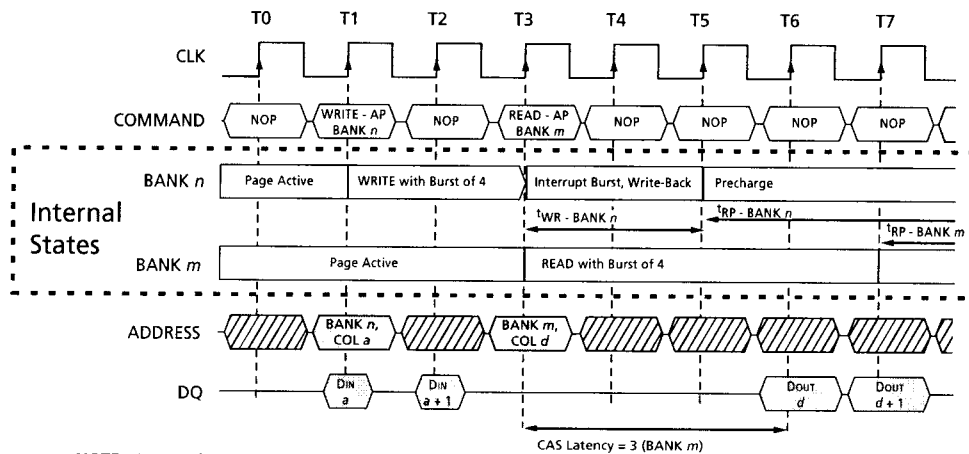 T0 T1 T2 T3 T4 T5 T6 T7
CLK
COMMAND NOP WRITE - AP BANK n NOP READ - AP BANK m NOP NOP NOP NOP
Internal States
BANK n Page Active WRITE with Burst of 4 Interrupt Burst, Write-Back Precharge
tWR - BANK n tRP - BANK n
tRP - BANK m
BANK m Page Active READ with Burst of 4
ADDRESS BANK n, COL a BANK m, COL d
DQ DIN a DIN a + 1 DOUT d DOUT d + 1
CAS Latency = 3 (BANK m)